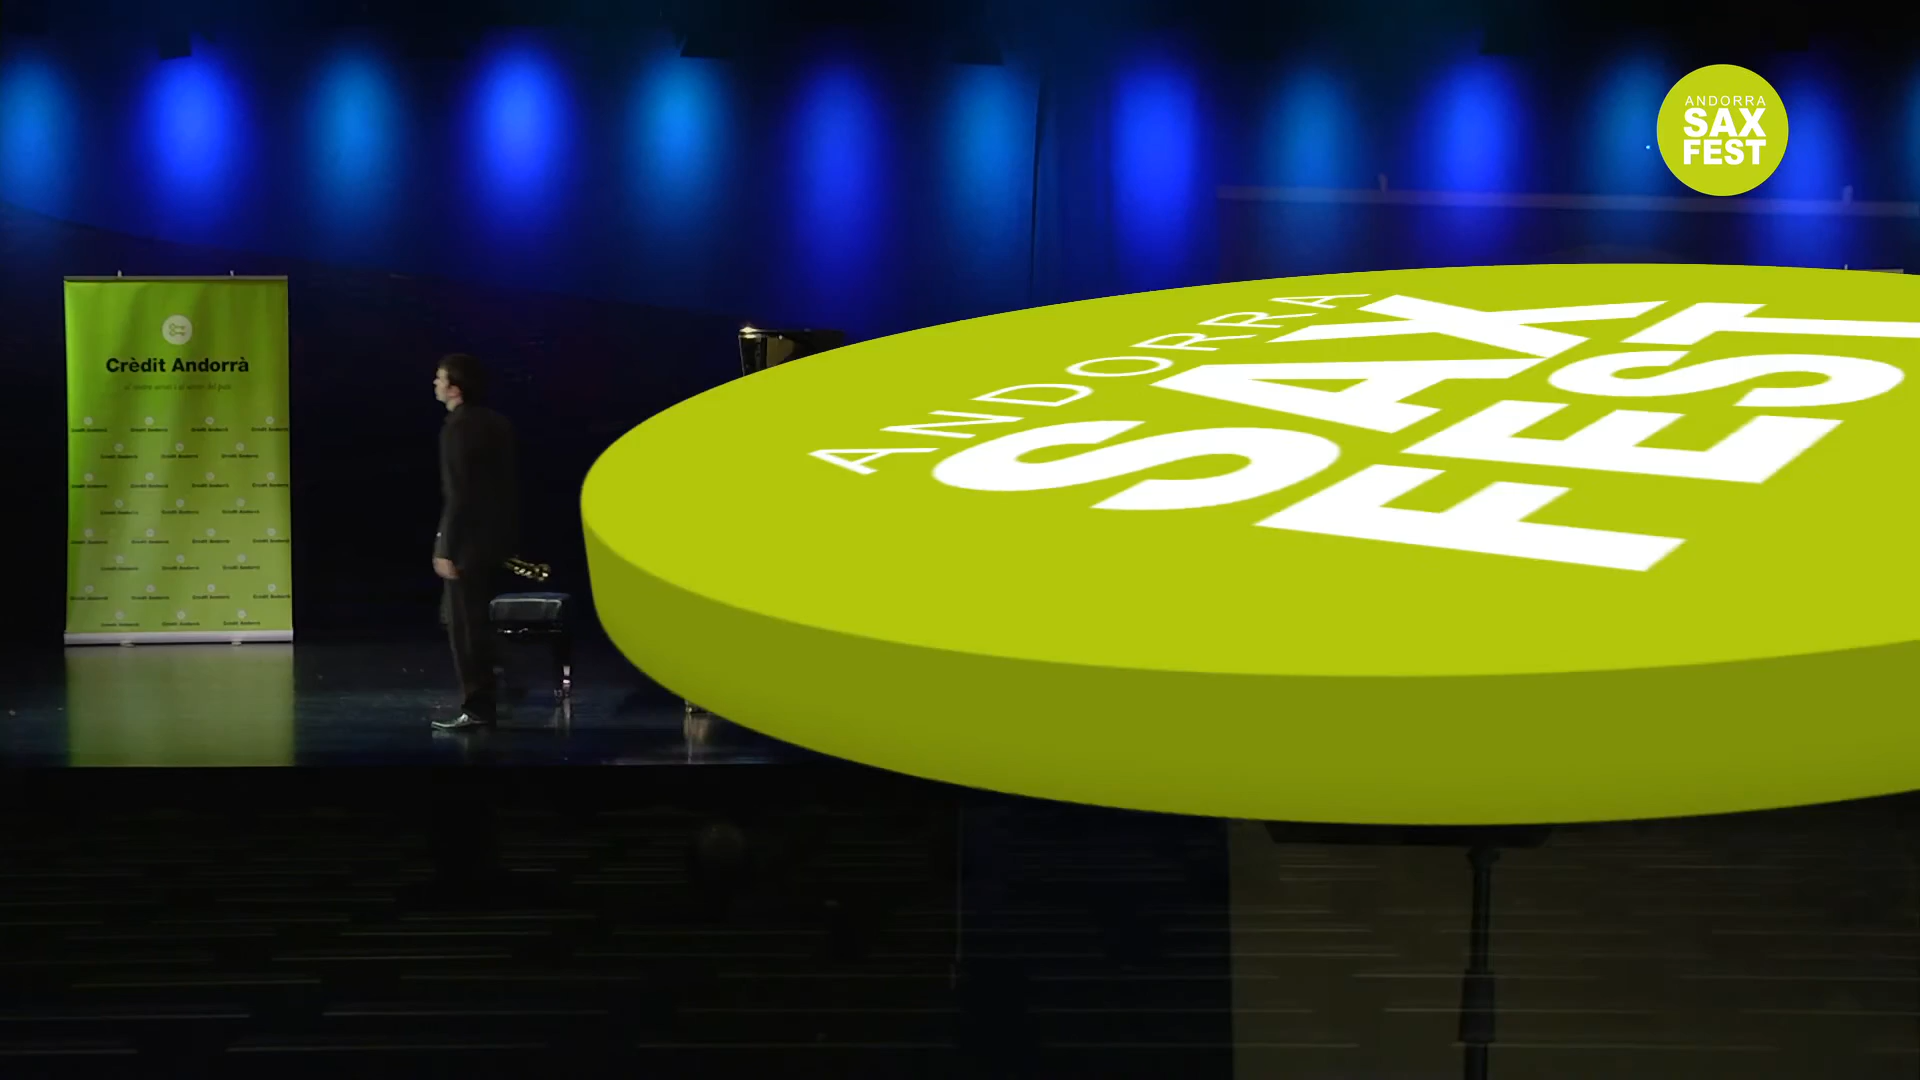 ANDORRA
SAX
FEST
Crèdit Andorrà
ANDORRA
SAX
FEST